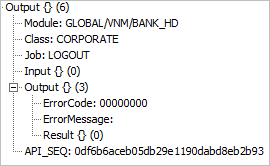 Output {} (6)
Module: GLOBAL/VNM/BANK_HD
Class: CORPORATE
Job: LOGOUT
Input {} (0)
Output {} (3)
ErrorCode: 00000000
ErrorMessage:
Result {} (0)
API_SEQ: 0df6b6aceb05db29e1190dabd8eb2b93